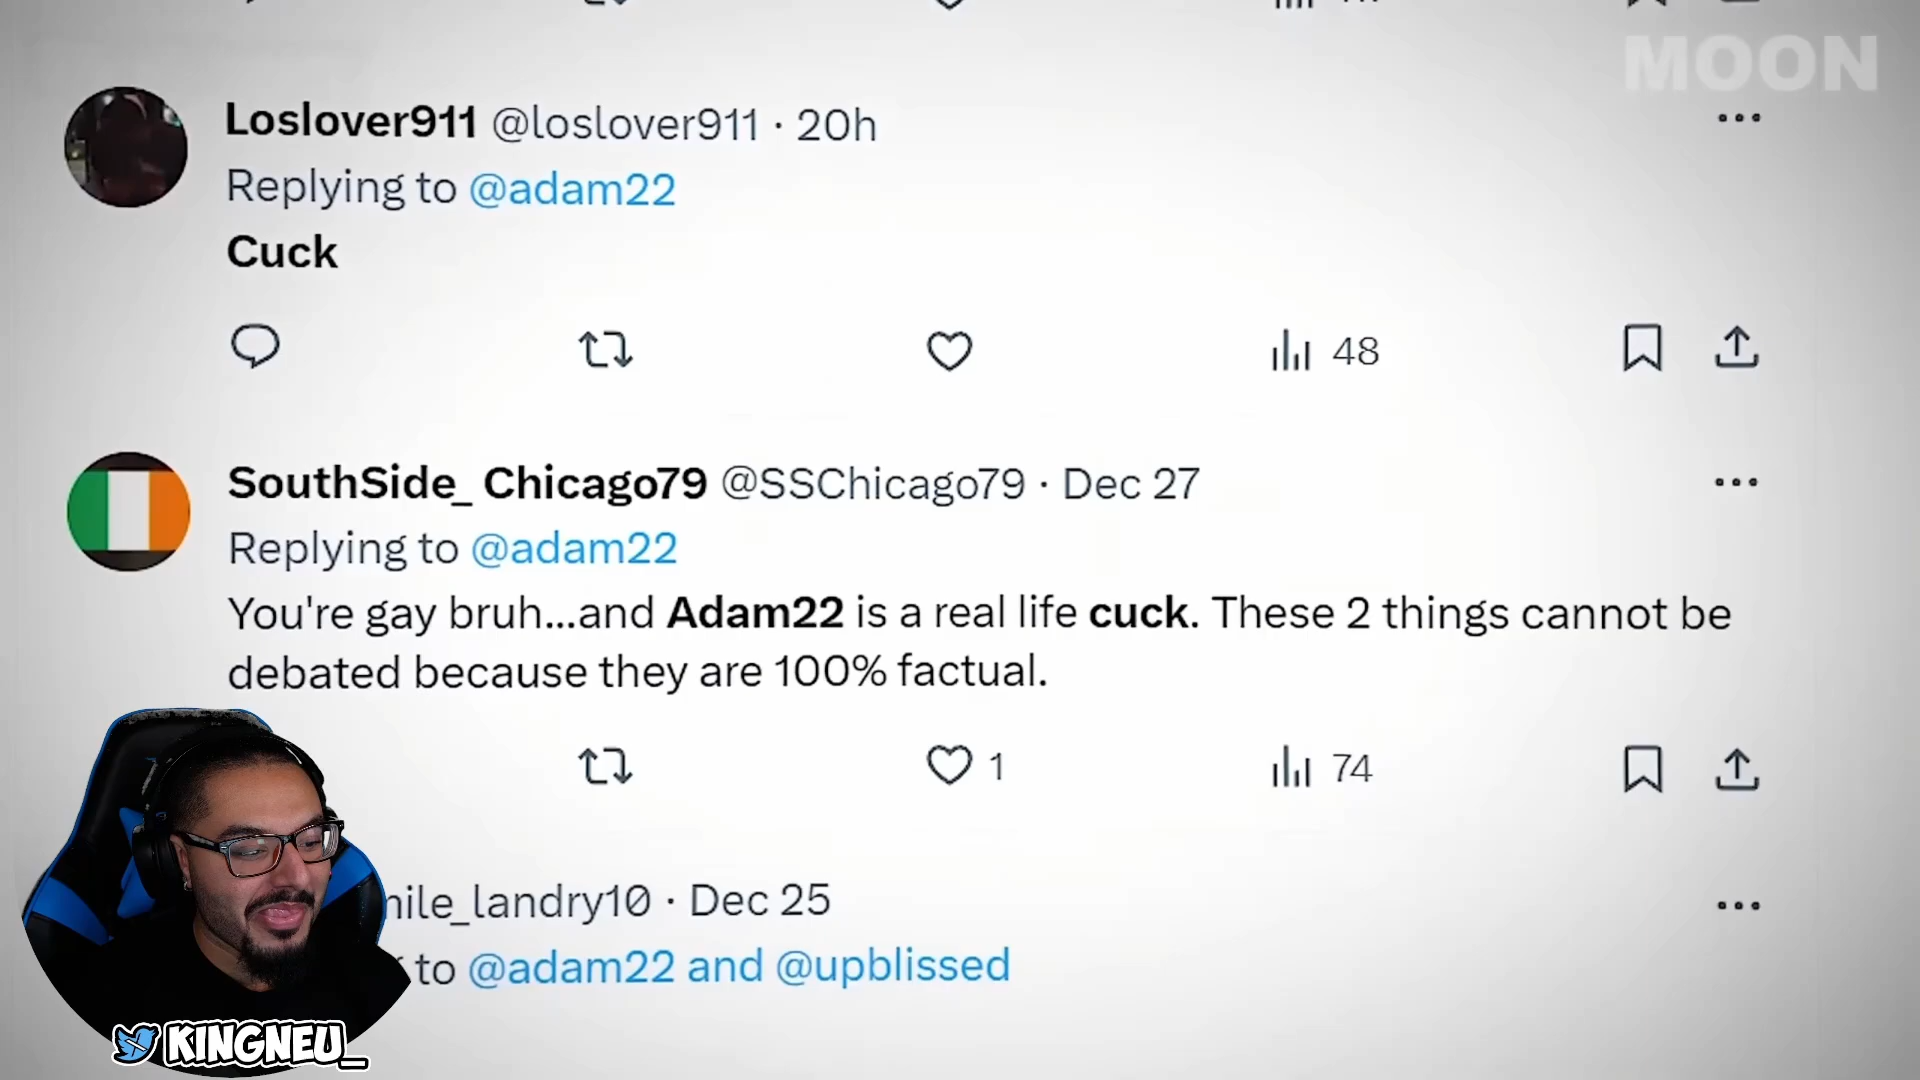 MOON
Loslover911 @loslover911 · 20h
Replying to @adam22
Cuck
48
SouthSide_ Chicago79 @SSChicago79 · Dec 27
Replying to @adam22
You're gay bruh...and Adam22 is a real life cuck. These 2 things cannot be
debated because they are 100% factual.
1 74
nile_landry10 · Dec 25
to @adam22 and @upblissed
KINGNEU_